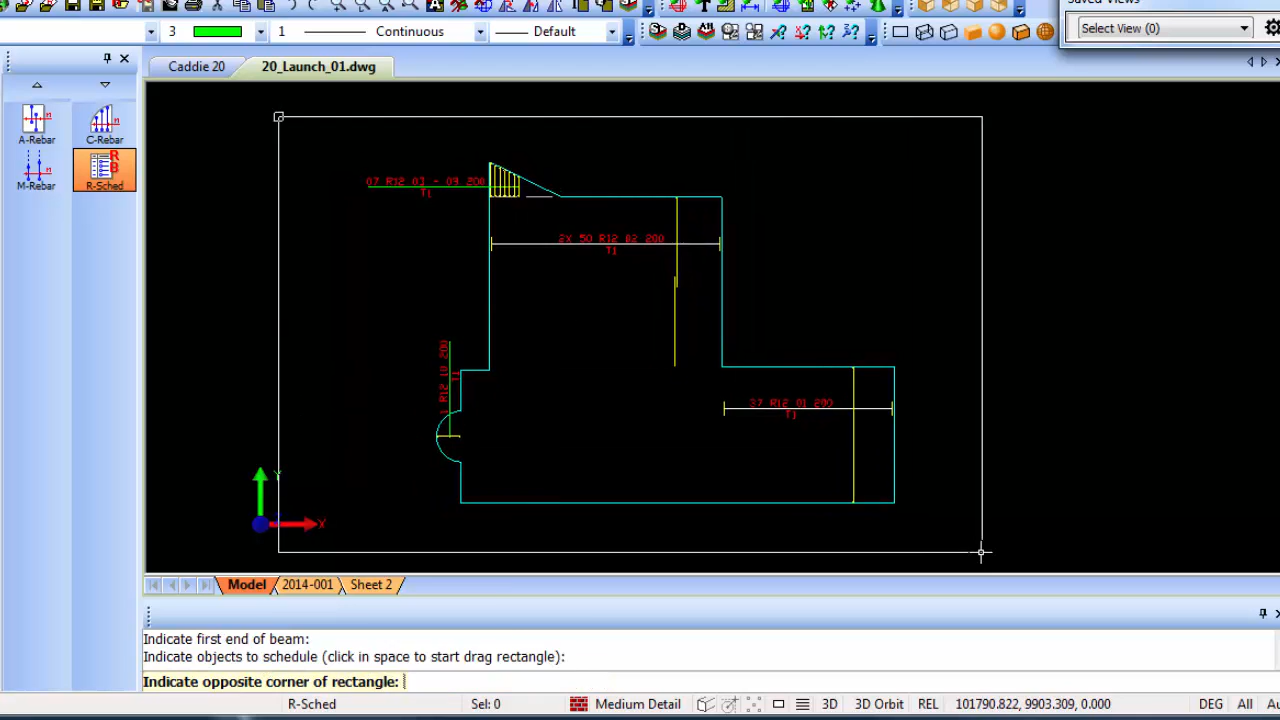 Saved Views
3
1
Continuous
Default
Select View (0)
Caddie 20
20_Launch_01.dwg
A-Rebar
C-Rebar
M-Rebar
R-Sched
07 R12 03 - 09 200
T1
2X 50 R12 02 200
T1
R12 10 200
T1
37 R12 01 200
T1
Y
X
Model
2014-001
Sheet 2
Indicate first end of beam:
Indicate objects to schedule (click in space to start drag rectangle):
Indicate opposite corner of rectangle:
R-Sched
Sel: 0
Medium Detail
3D
3D Orbit
REL
101790.822, 9903.309, 0.000
DEG
All